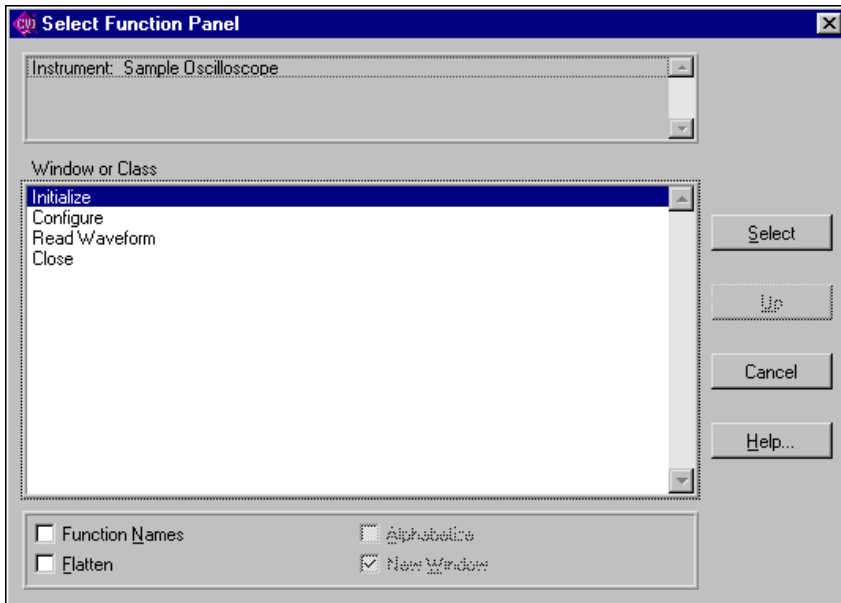 CVI Select Function Panel
Instrument: Sample Oscilloscope
Window or Class
Initialize
Configure
Read Waveform
Close
Select
Up
Cancel
Help...
Function Names
Alphabetize
Flatten
New Window